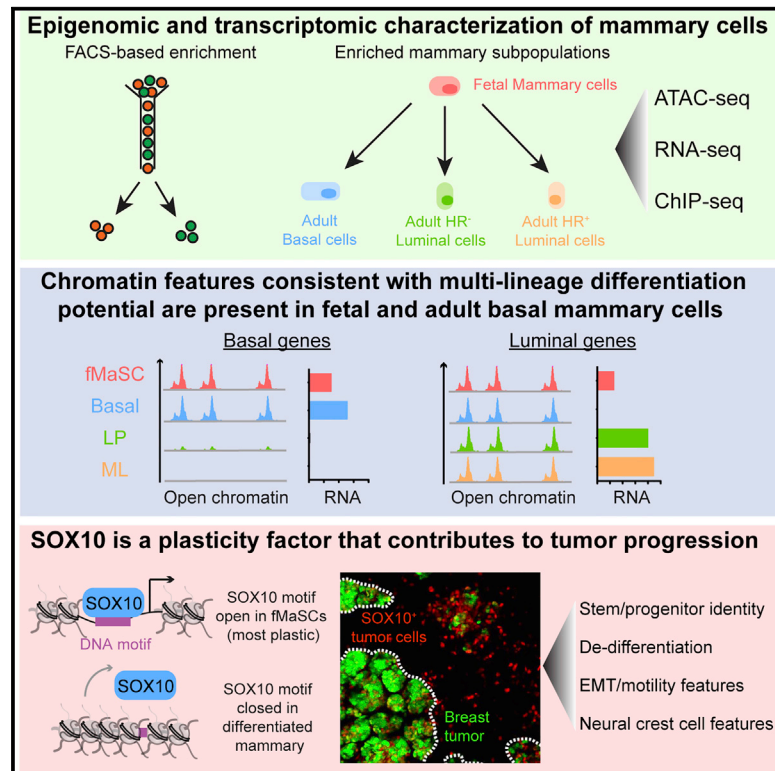 Epigenomic and transcriptomic characterization of mammary cells
FACS-based enrichment
Enriched mammary subpopulations
Fetal Mammary cells
Adult
Basal cells
Adult HR-
Luminal cells
Adult HR+
Luminal cells
ATAC-seq
RNA-seq
ChIP-seq
Chromatin features consistent with multi-lineage differentiation
potential are present in fetal and adult basal mammary cells
Basal genes
Luminal genes
fMaSC
Basal
LP
ML
Open chromatin
RNA
Open chromatin
RNA
SOX10 is a plasticity factor that contributes to tumor progression
SOX10
DNA motif
SOX10 motif
open in fMaSCs
(most plastic)
SOX10
SOX10 motif
closed in
differentiated
mammary
SOX10+
tumor cells
Breast
tumor
Stem/progenitor identity
De-differentiation
EMT/motility features
Neural crest cell features